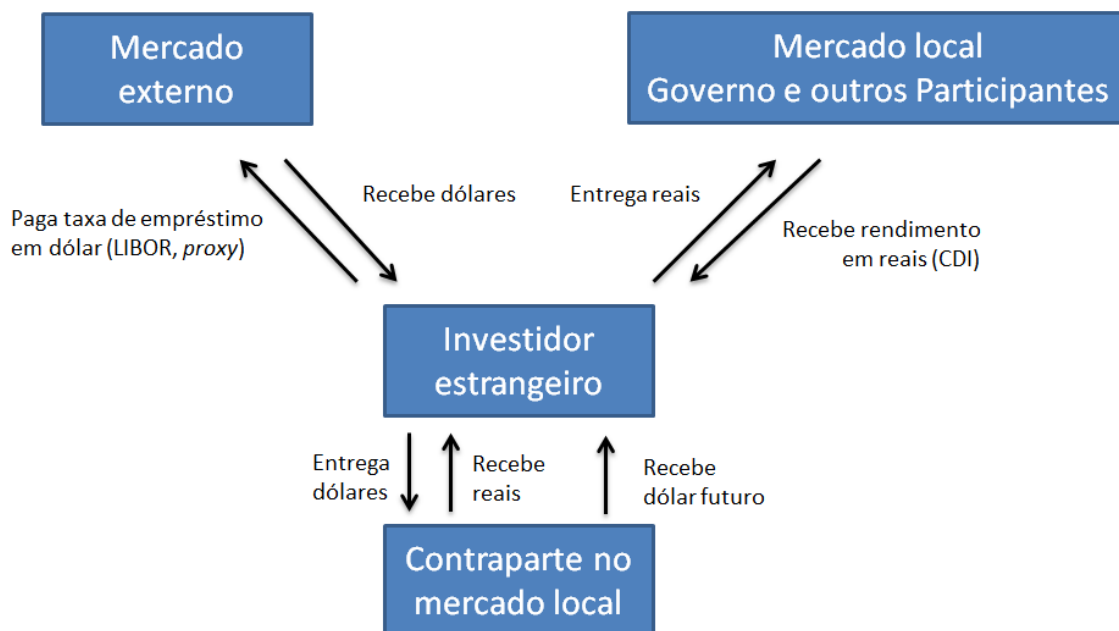 Mercado
externo
Mercado local
Governo e outros Participantes
Paga taxa de empréstimo
em dólar (LIBOR, proxy)
Recebe dólares
Entrega reais
Recebe rendimento
em reais (CDI)
Investidor
estrangeiro
Entrega
dólares
Recebe
reais
Recebe
dólar futuro
Contraparte no
mercado local